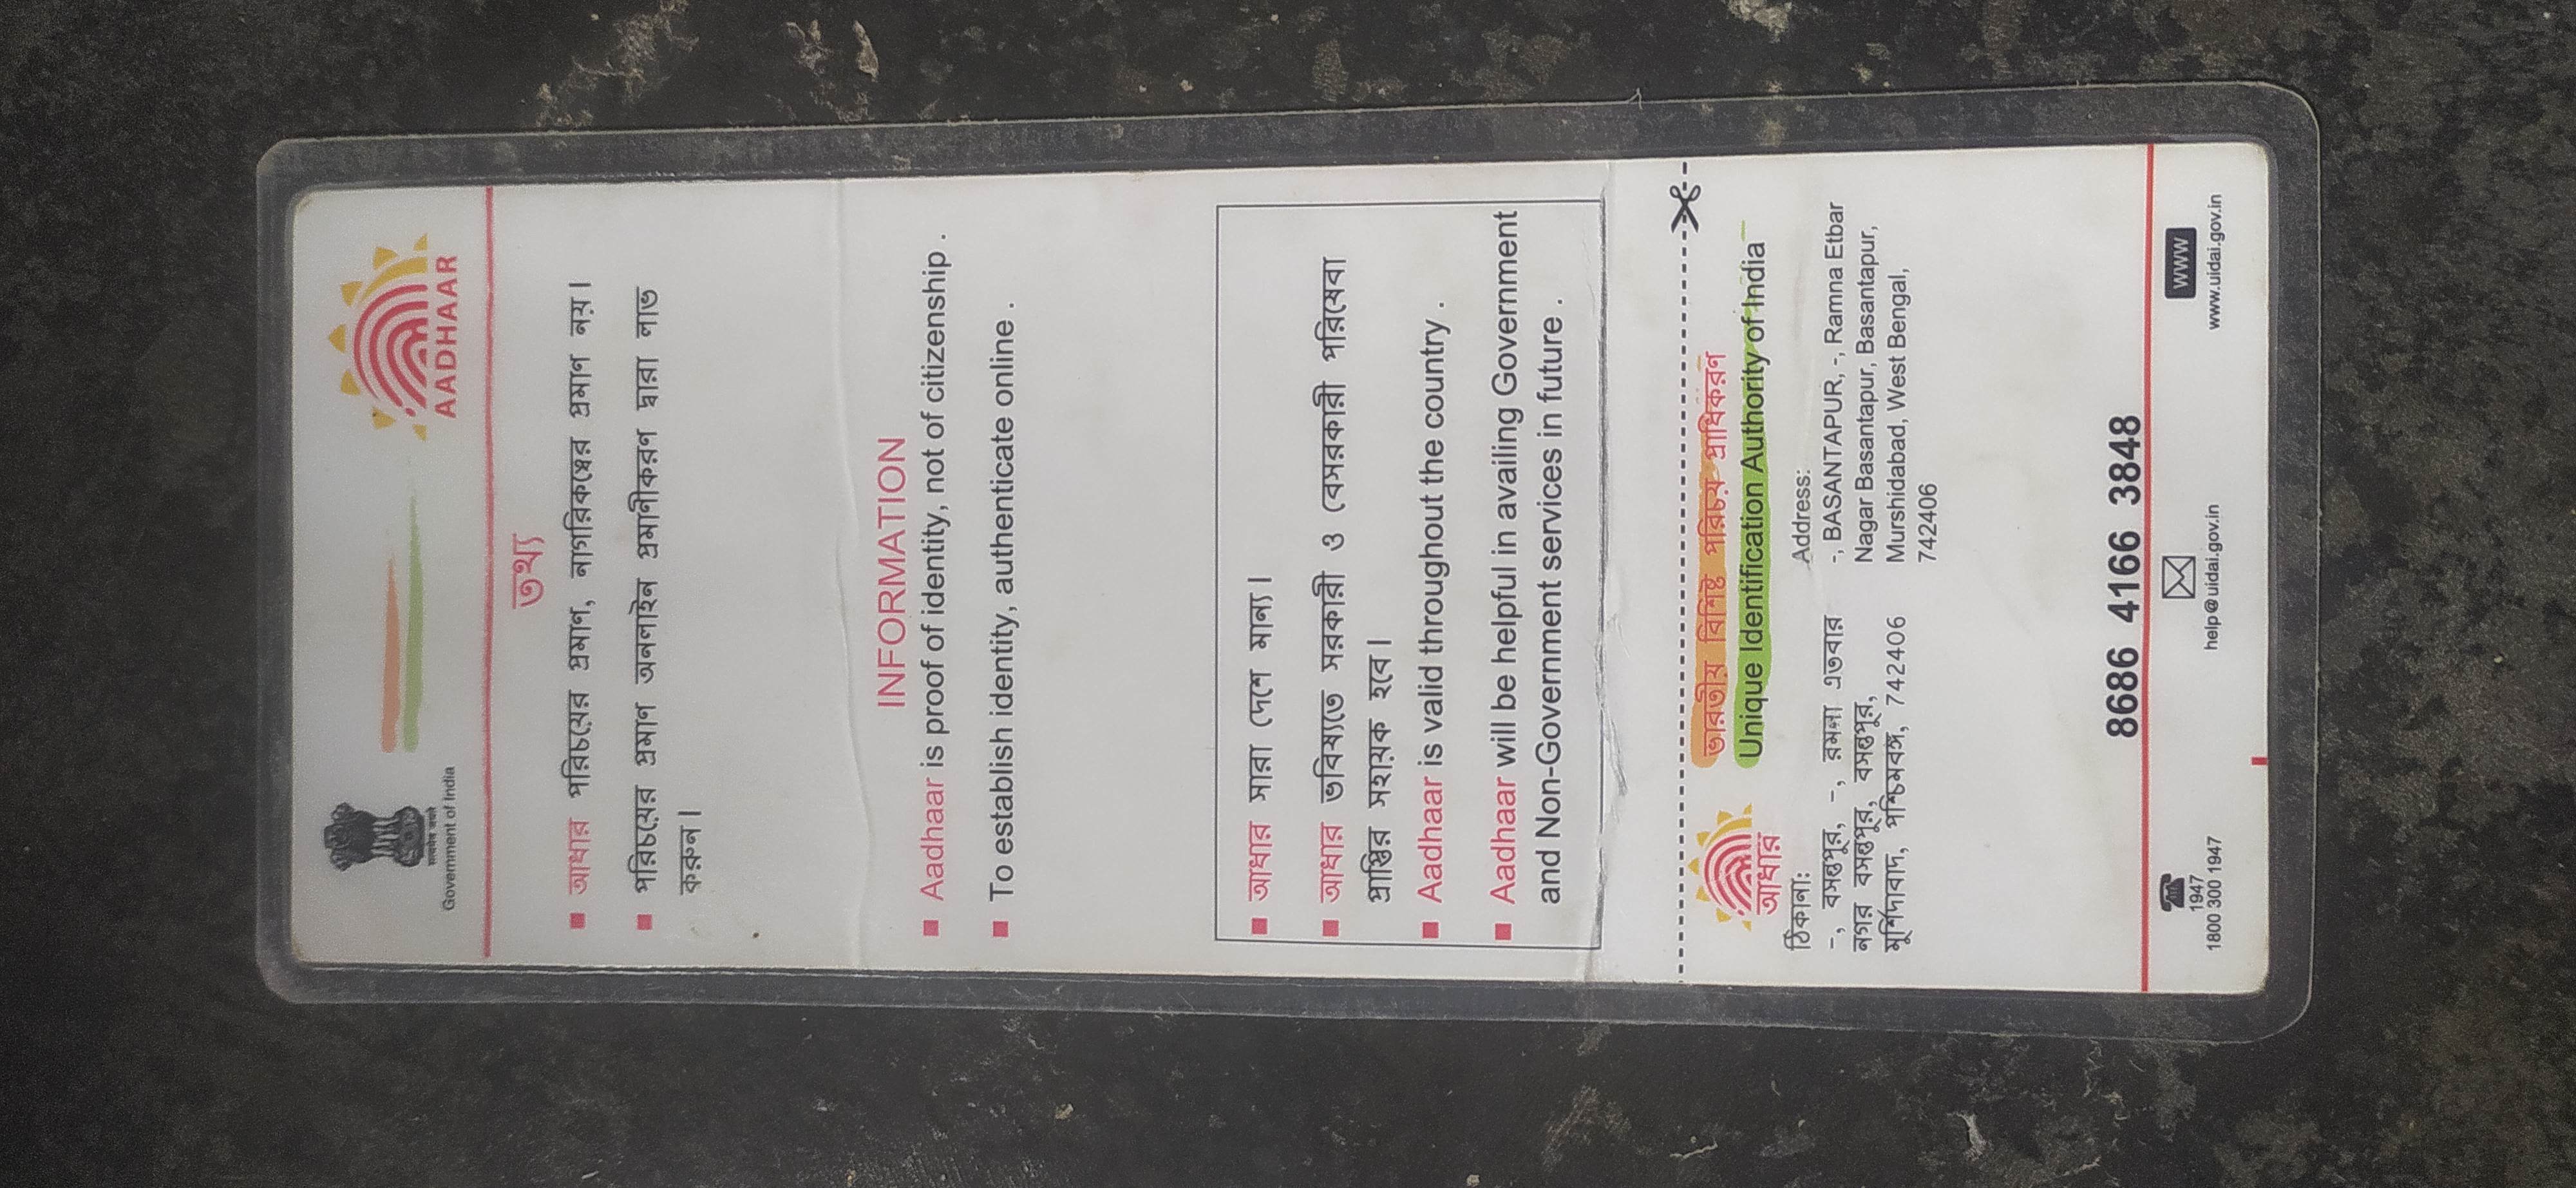 सत्यमेव जयते
Government of India
AADHAAR
তথ্য
আধার পরিচয়ের প্রমাণ, নাগরিকত্বের প্রমাণ নয়।
পরিচয়ের প্রমাণ অনলাইন প্রমাণীকরণ দ্বারা লাভ
করুন।
INFORMATION
Aadhaar is proof of identity, not of citizenship .
To establish identity, authenticate online .
আধার সারা দেশে মান্য।
আধার ভবিষ্যতে সরকারী ও বেসরকারী পরিষেবা
প্রাপ্তির সহায়ক হবে।
Aadhaar is valid throughout the country .
Aadhaar will be helpful in availing Government
and Non-Government services in future .
ভারতীয় বিশিষ্ট পরিচয় প্রাধিকরণ
Unique Identification Authority of India
আধার
ঠিকানা:
-, বসন্তপুর, -, রমনা এতবার
নগর বসন্তপুর, বসন্তপুর,
মুর্শিদাবাদ, পশ্চিমবঙ্গ, 742406
Address:
-, BASANTAPUR, -, Ramna Etbar
Nagar Basantapur, Basantapur,
Murshidabad, West Bengal,
742406
8686 4166 3848
1947
1800 300 1947
help@uidai.gov.in
www
www.uidai.gov.in